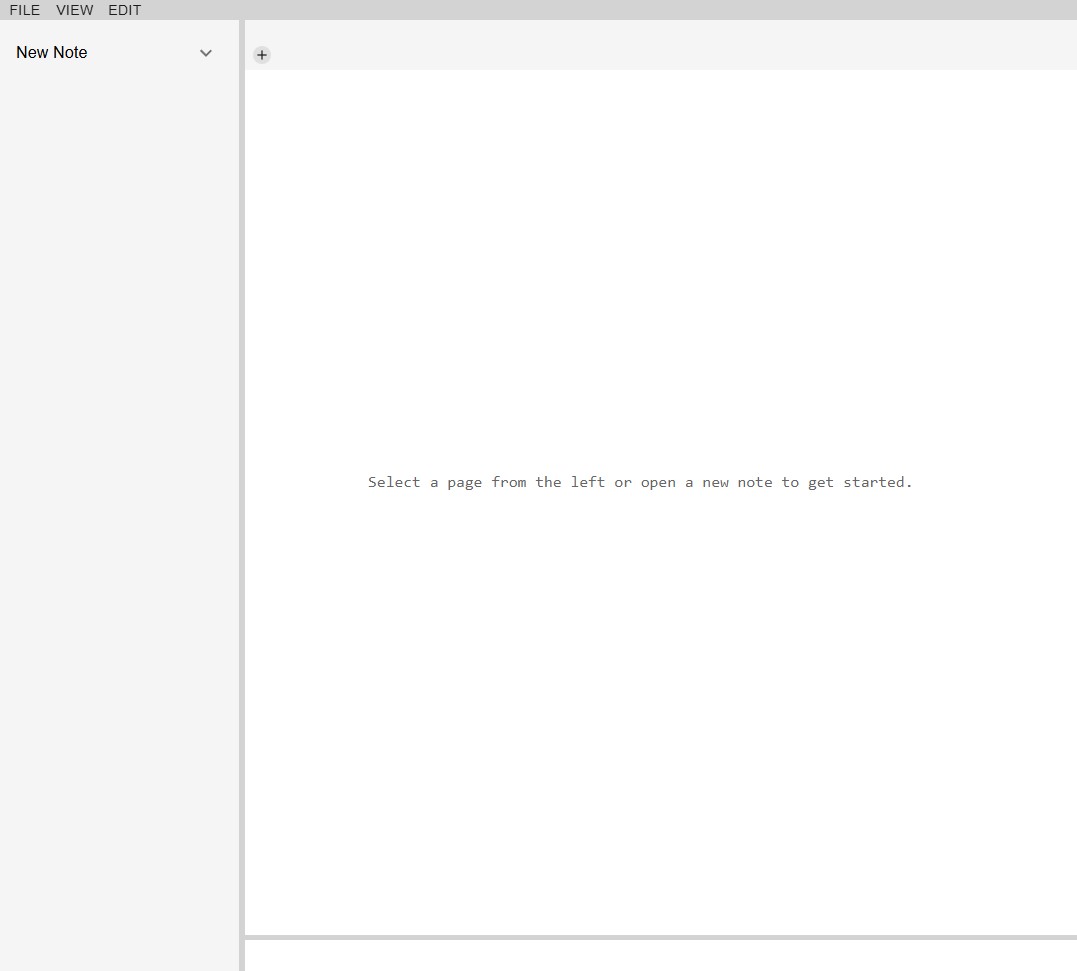 FILE VIEW EDIT
New Note
Select a page from the left or open a new note to get started.